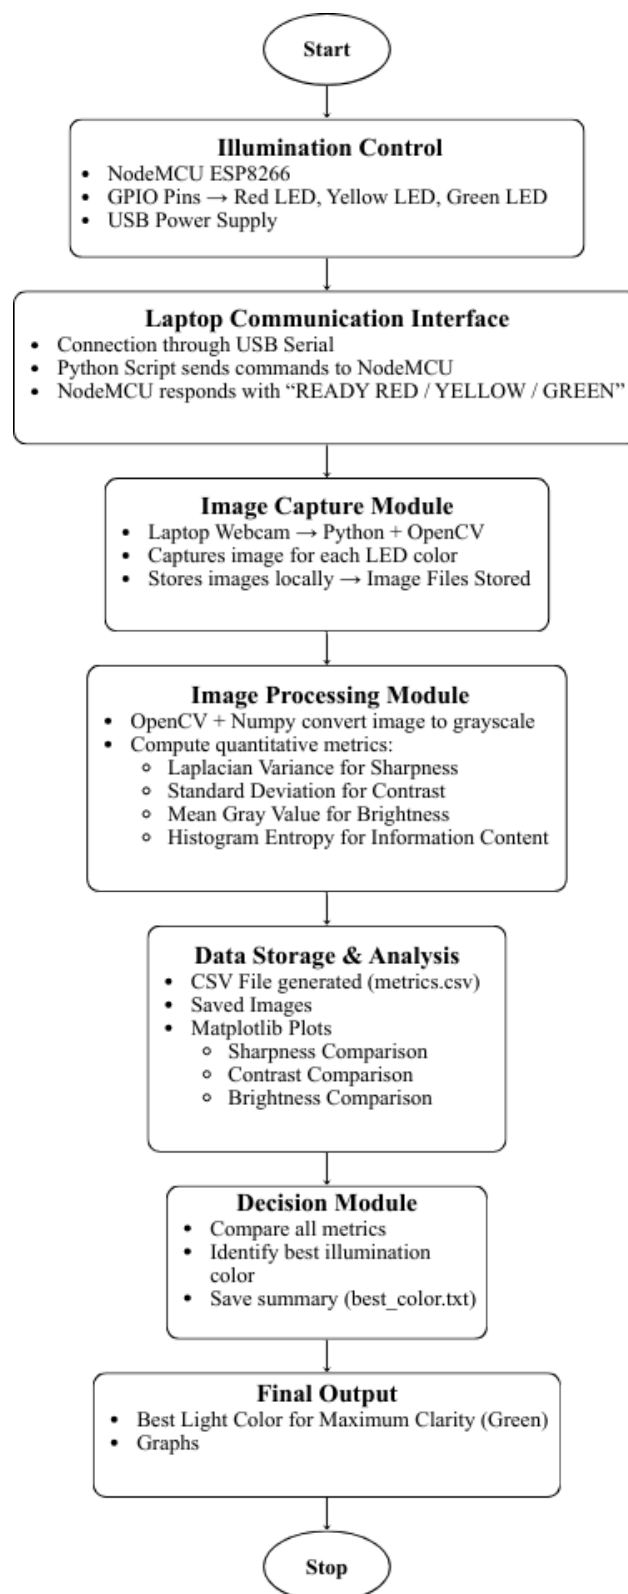 Start
Illumination Control
• NodeMCU ESP8266
• GPIO Pins → Red LED, Yellow LED, Green LED
• USB Power Supply
Laptop Communication Interface
• Connection through USB Serial
• Python Script sends commands to NodeMCU
• NodeMCU responds with “READY RED / YELLOW / GREEN”
Image Capture Module
• Laptop Webcam → Python + OpenCV
• Captures image for each LED color
• Stores images locally → Image Files Stored
Image Processing Module
• OpenCV + Numpy convert image to grayscale
• Compute quantitative metrics:
◦ Laplacian Variance for Sharpness
◦ Standard Deviation for Contrast
◦ Mean Gray Value for Brightness
◦ Histogram Entropy for Information Content
Data Storage & Analysis
• CSV File generated (metrics.csv)
• Saved Images
• Matplotlib Plots
◦ Sharpness Comparison
◦ Contrast Comparison
◦ Brightness Comparison
Decision Module
• Compare all metrics
• Identify best illumination
color
• Save summary (best_color.txt)
Final Output
• Best Light Color for Maximum Clarity (Green)
• Graphs
Stop